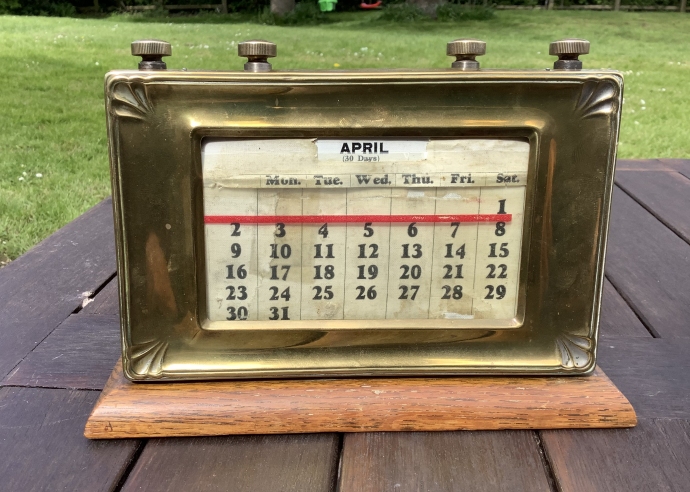 APRIL
(30 Days)
Mon. Tue. Wed. Thu. Fri. Sat.
1
2 3 4 5 6 7 8
9 10 11 12 13 14 15
16 17 18 19 20 21 22
23 24 25 26 27 28 29
30 31